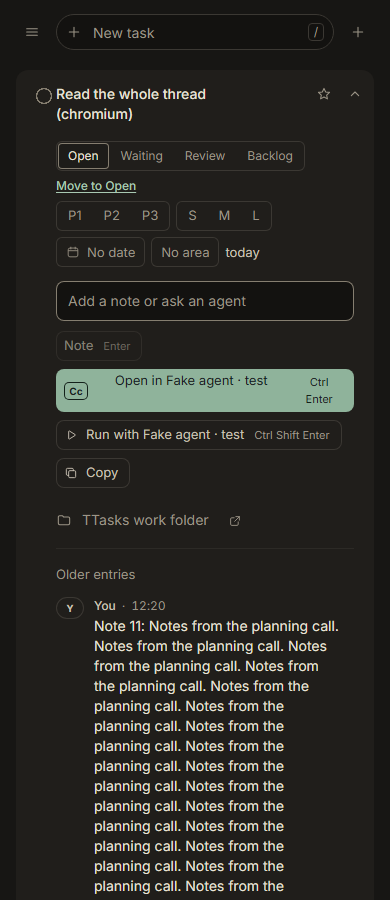 New task /
Read the whole thread
(chromium)
Open Waiting Review Backlog
Move to Open
P1 P2 P3 S M L
No date No area today
Add a note or ask an agent
Note Enter
Cc Open in Fake agent · test Ctrl
Enter
Run with Fake agent · test Ctrl Shift Enter
Copy
TTasks work folder
Older entries
Y You · 12:20
Note 11: Notes from the planning call.
Notes from the planning call. Notes
from the planning call. Notes from
the planning call. Notes from the
planning call. Notes from the
planning call. Notes from the
planning call. Notes from the
planning call. Notes from the
planning call. Notes from the
planning call. Notes from the
planning call. Notes from the
planning call. Notes from the
planning call. Notes from the
planning call. Notes from the